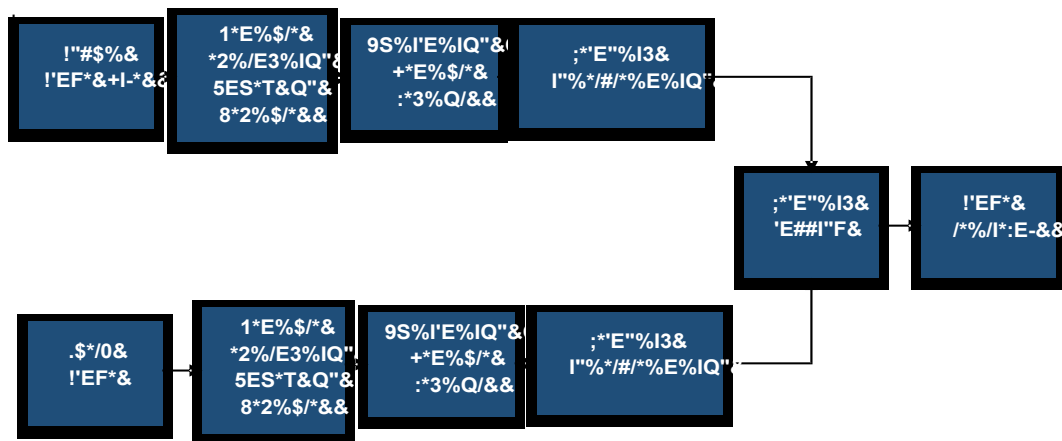 !"#$%&
!'EF*&+I-*&&
1*E%$/*&
*2%/E3%IQ"&
5ES*T&Q"&
8*2%$/*&&
9S%I'E%IQ"&
+*E%$/*&
:*3%Q/&&
;*'E"%I3&
I"%*/#/*%E%IQ"&
;*'E"%I3&
'E##I"F&
!'EF*&
/*%/I*:E-&&
.$*/0&
!'EF*&
1*E%$/*&
*2%/E3%IQ"
5ES*T&Q"&
8*2%$/*&&
9S%I'E%IQ"&
+*E%$/*&
:*3%Q/&&
;*'E"%I3&
I"%*/#/*%E%IQ"&